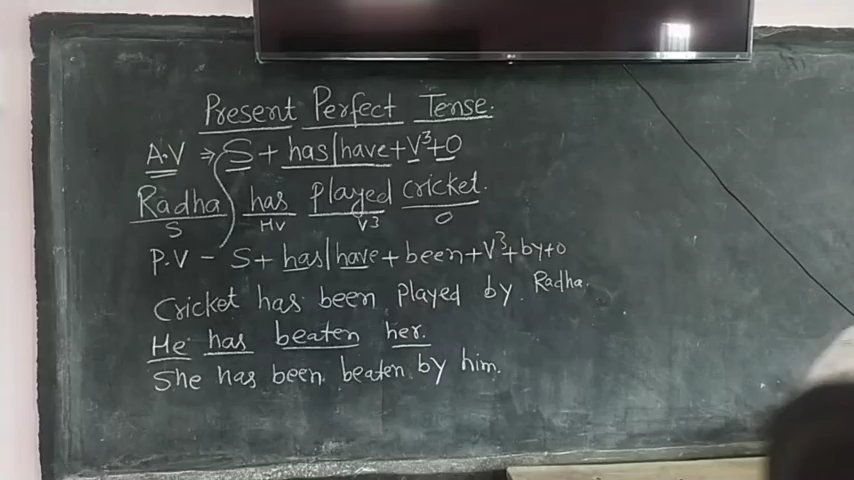 LG
Present Perfect Tense.
A.V ⇒ S + has/have + V³ + O
Radha has played cricket.
S HV V3 O
P.V - S + has/have + been + V³ + by + O
Cricket has been played by Radha.
He has beaten her.
She has been beaten by him.